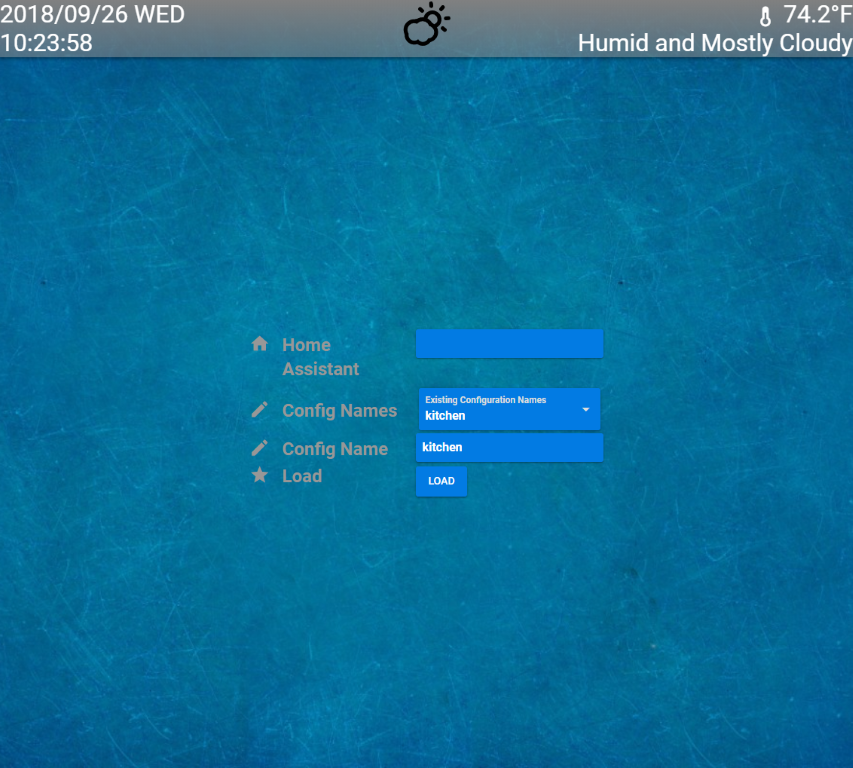 2018/09/26 WED
10:23:58
74.2°F
Humid and Mostly Cloudy
Home
Assistant
Config Names
Existing Configuration Names
kitchen
Config Name
kitchen
Load
LOAD